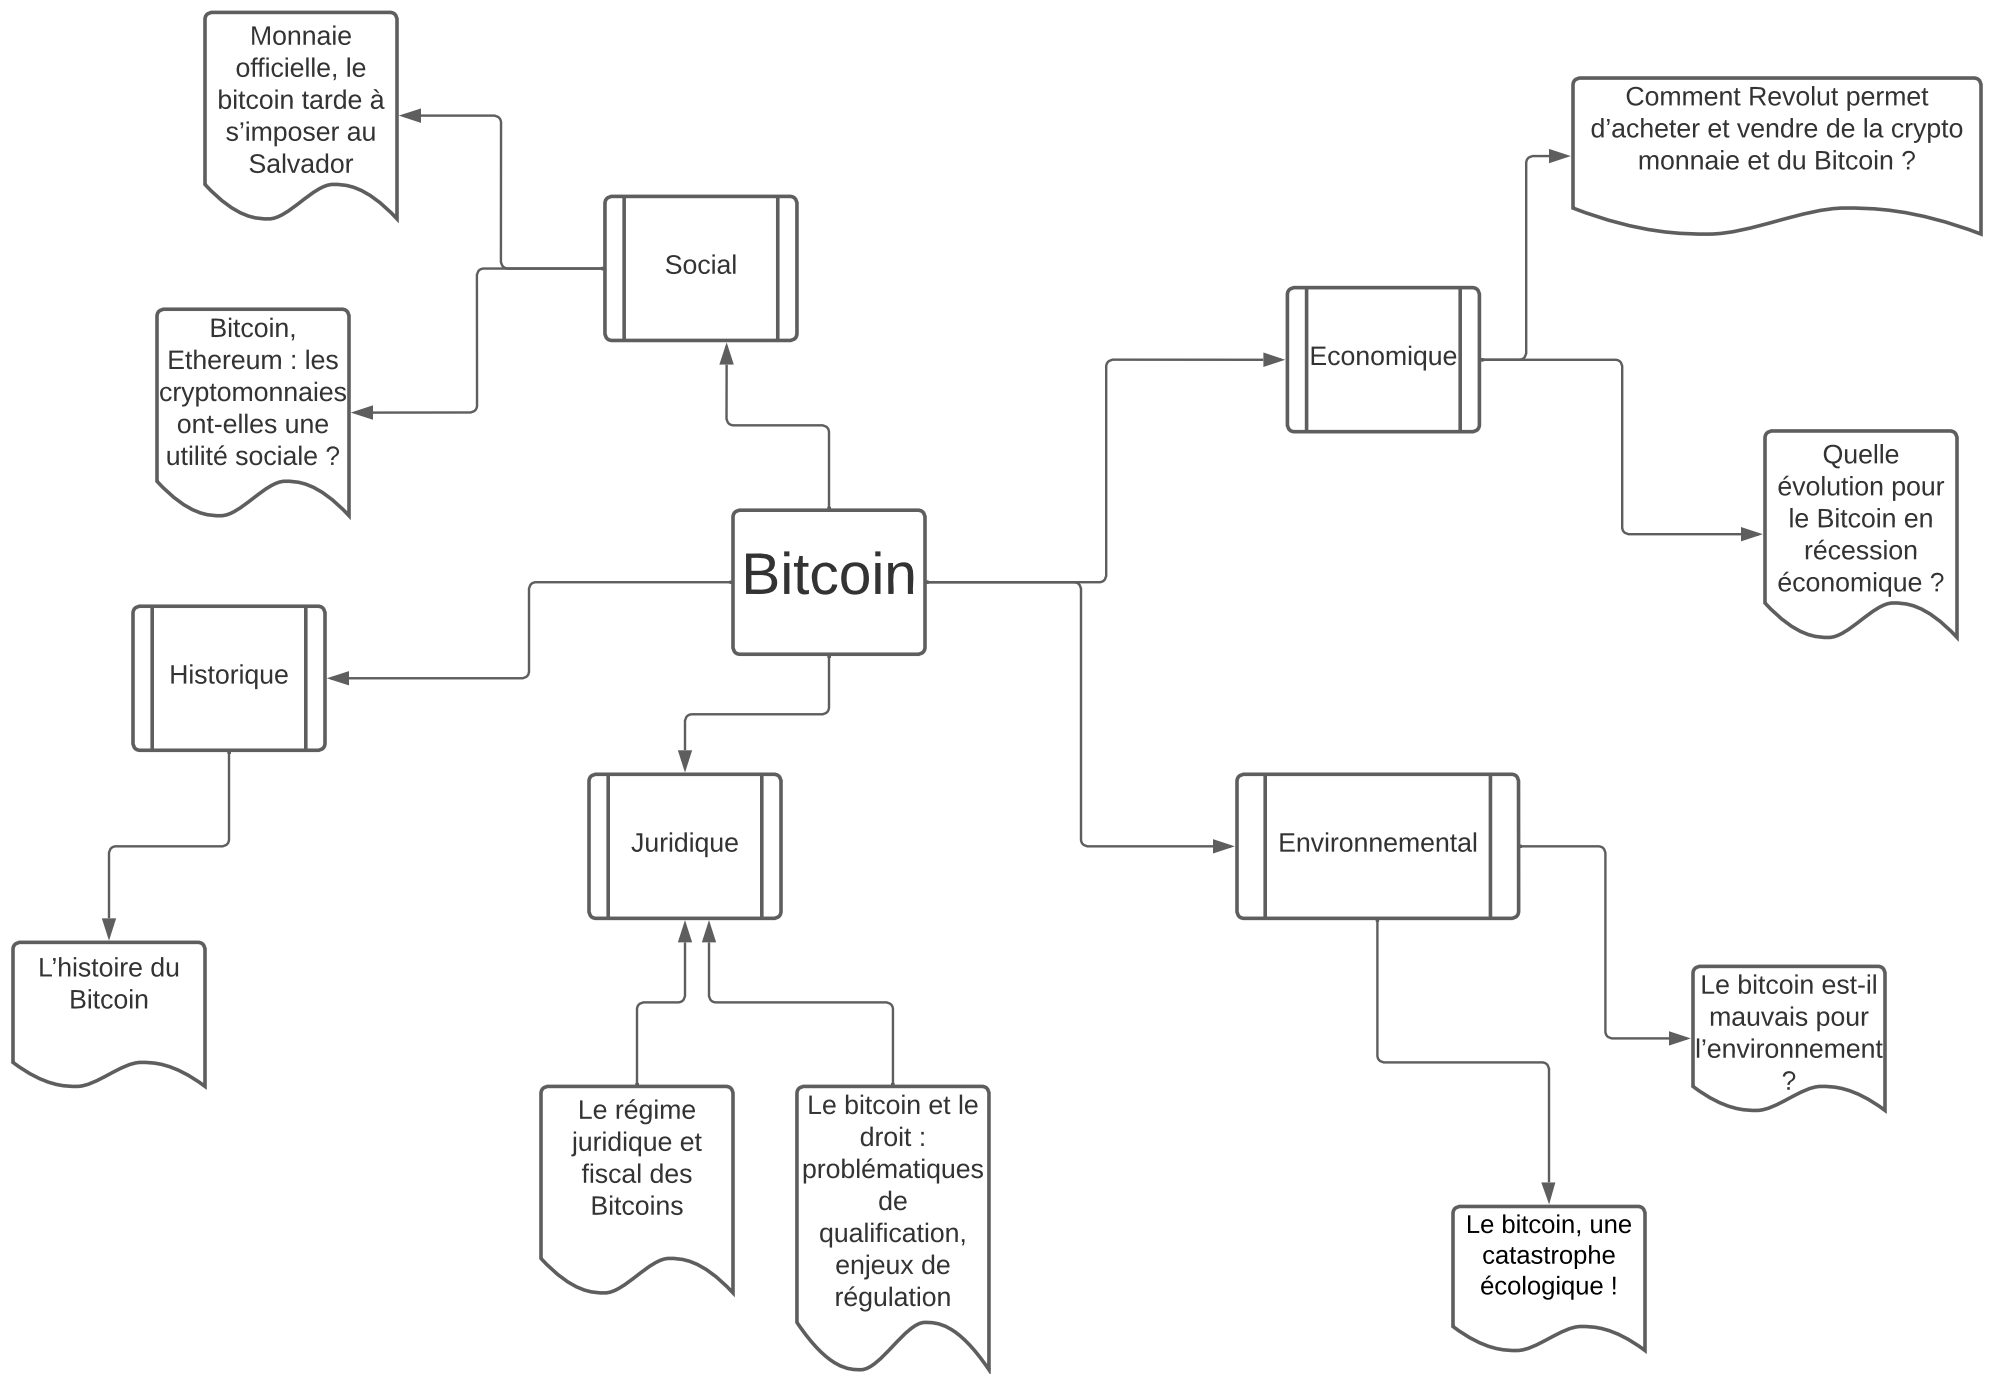 Monnaie
officielle, le
bitcoin tarde à
s’imposer au
Salvador
Comment Revolut permet
d’acheter et vendre de la crypto
monnaie et du Bitcoin ?
Social
Bitcoin,
Ethereum : les
cryptomonnaies
ont-elles une
utilité sociale ?
Economique
Quelle
évolution pour
le Bitcoin en
récession
économique ?
Bitcoin
Historique
Juridique
Environnemental
L’histoire du
Bitcoin
Le bitcoin est-il
mauvais pour
l’environnement
?
Le régime
juridique et
fiscal des
Bitcoins
Le bitcoin et le
droit :
problématiques
de
qualification,
enjeux de
régulation
Le bitcoin, une
catastrophe
écologique !